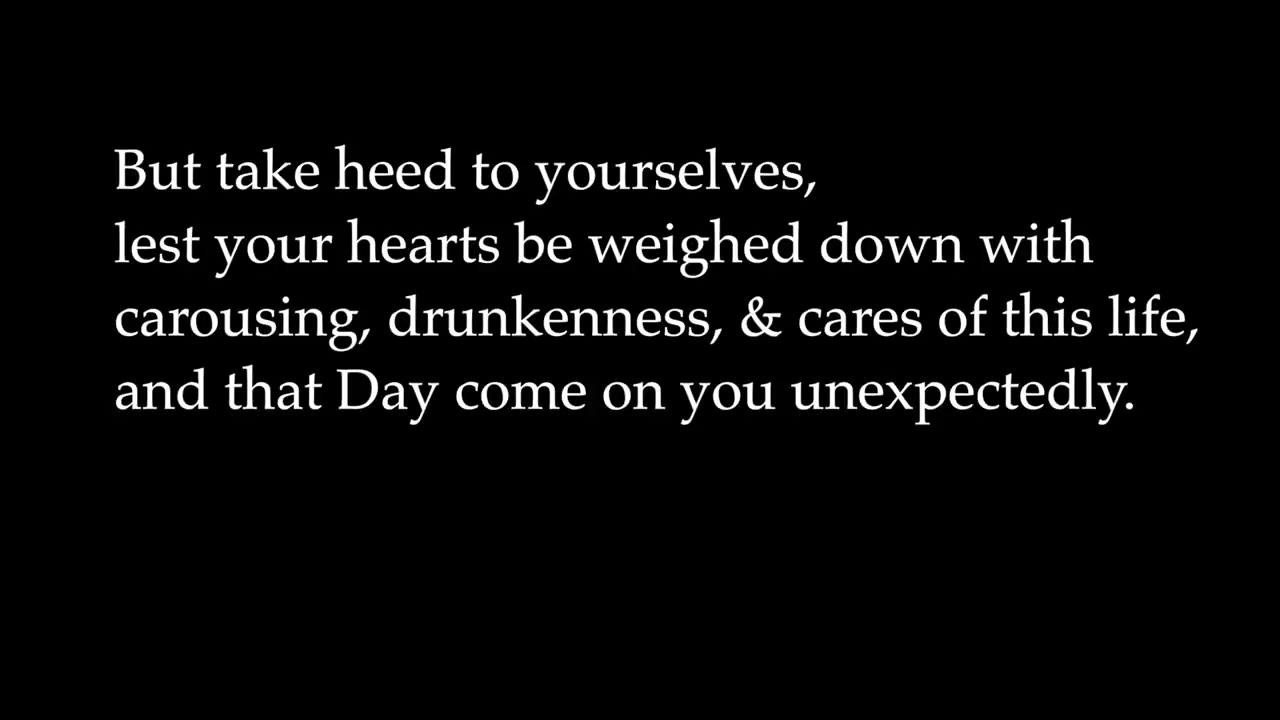 But take heed to yourselves,
lest your hearts be weighed down with
carousing, drunkenness, & cares of this life,
and that Day come on you unexpectedly.